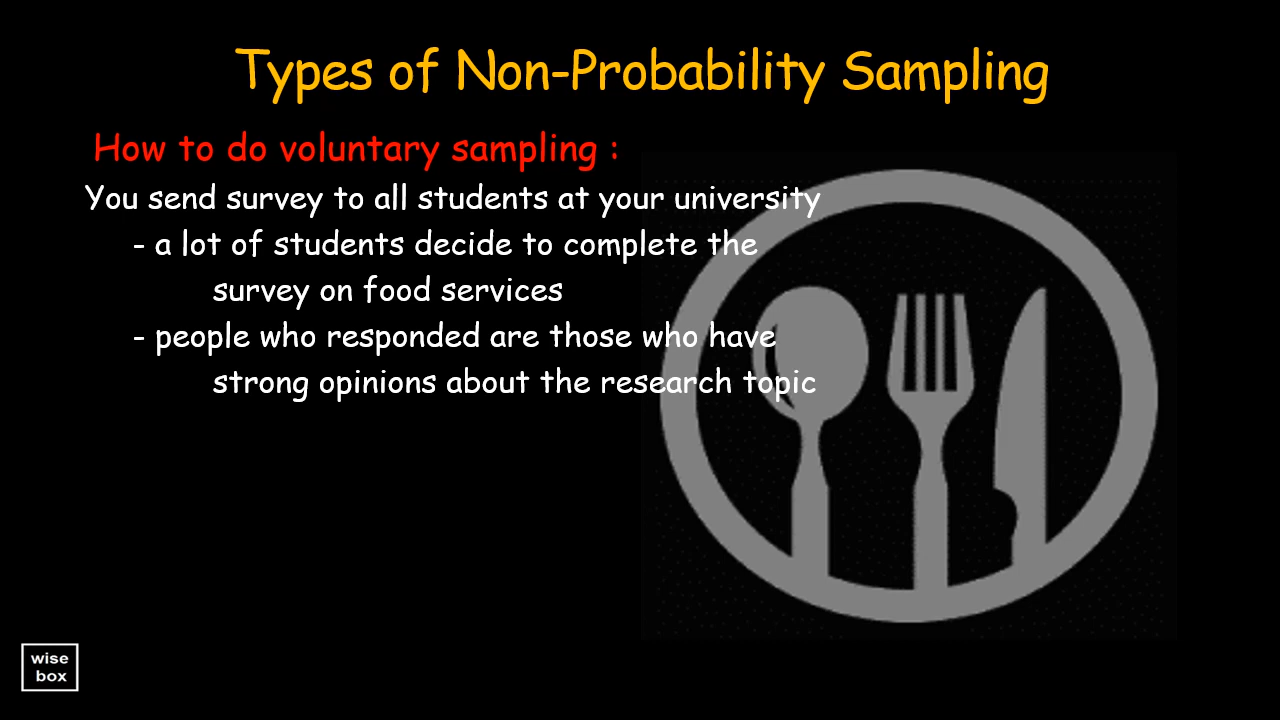 Types of Non-Probability Sampling
How to do voluntary sampling :
You send survey to all students at your university
- a lot of students decide to complete the
survey on food services
- people who responded are those who have
strong opinions about the research topic
wise
box